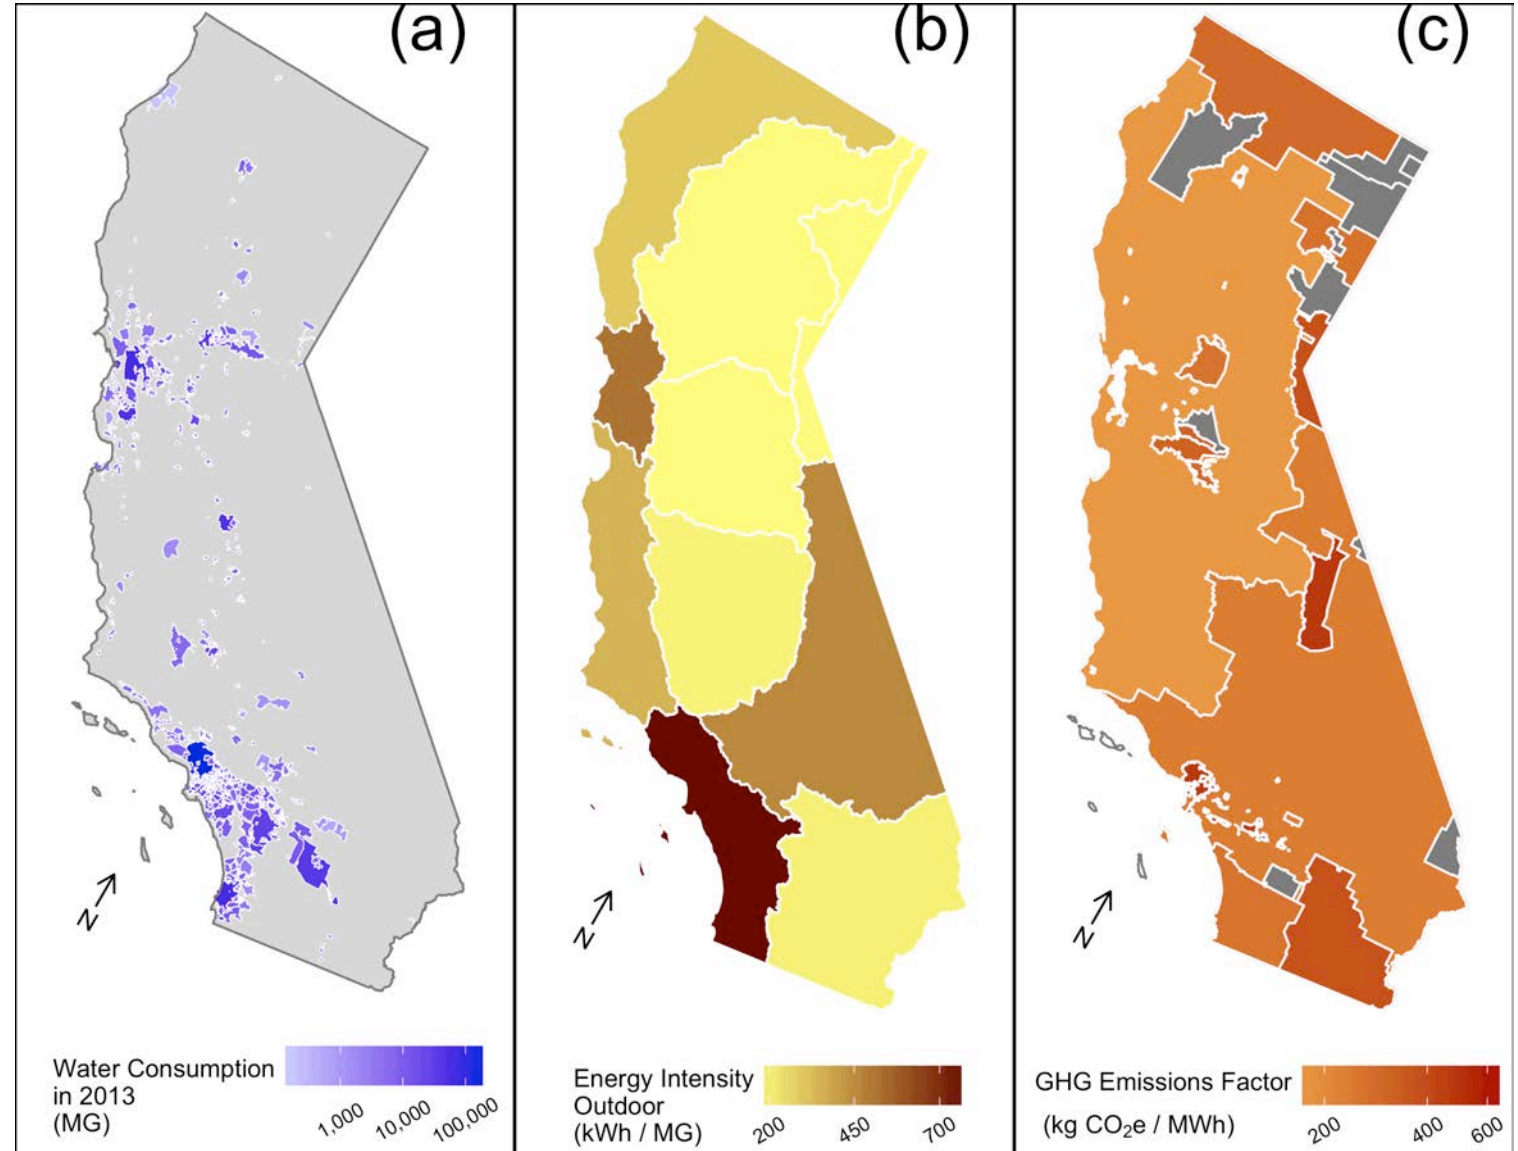 (a)
(b)
(c)
N
N
N
Water Consumption
in 2013
(MG)
1,000
10,000
100,000
Energy Intensity
Outdoor
(kWh / MG)
200
450
700
GHG Emissions Factor
(kg CO₂e / MWh)
200
400
600